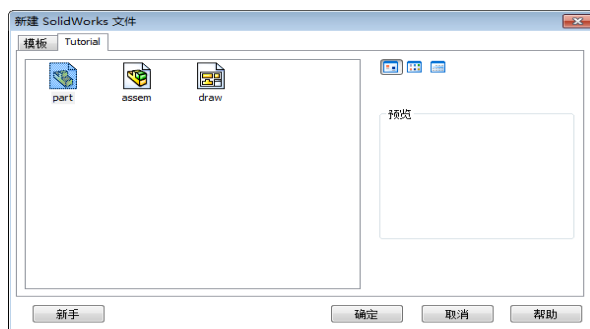 新建 SolidWorks 文件
模板 Tutorial
part assem draw
预览
新手 确定 取消 帮助